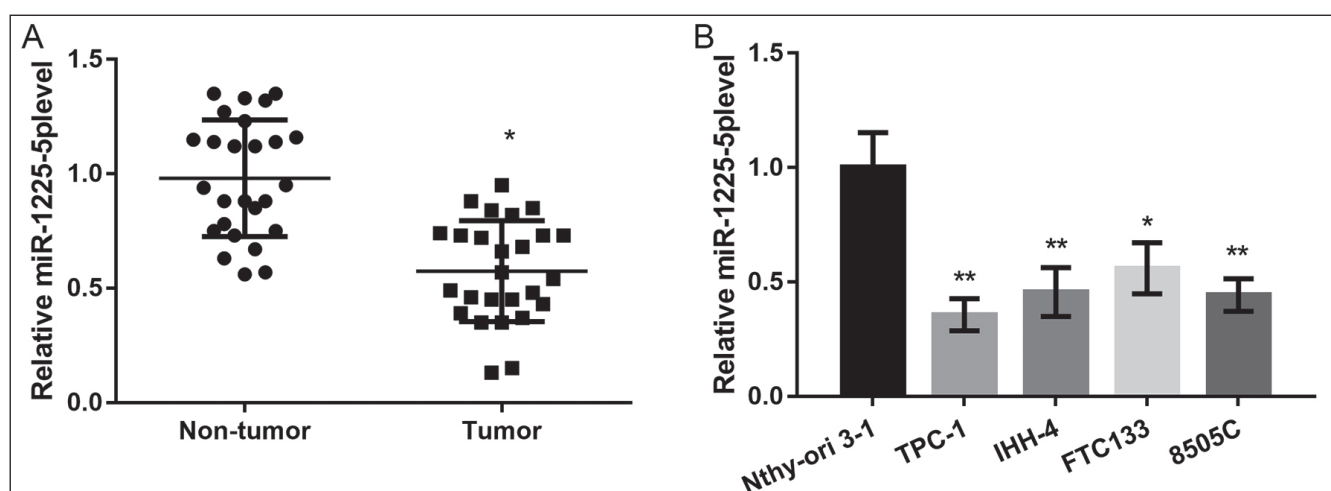 A
Relative miR-1225-5plevel
1.5
1.0
0.5
0.0
*
Non-tumor
Tumor
B
Relative miR-1225-5plevel
1.5
1.0
0.5
0.0
**
**
*
**
Nthy-ori 3-1
TPC-1
IHH-4
FTC133
8505C